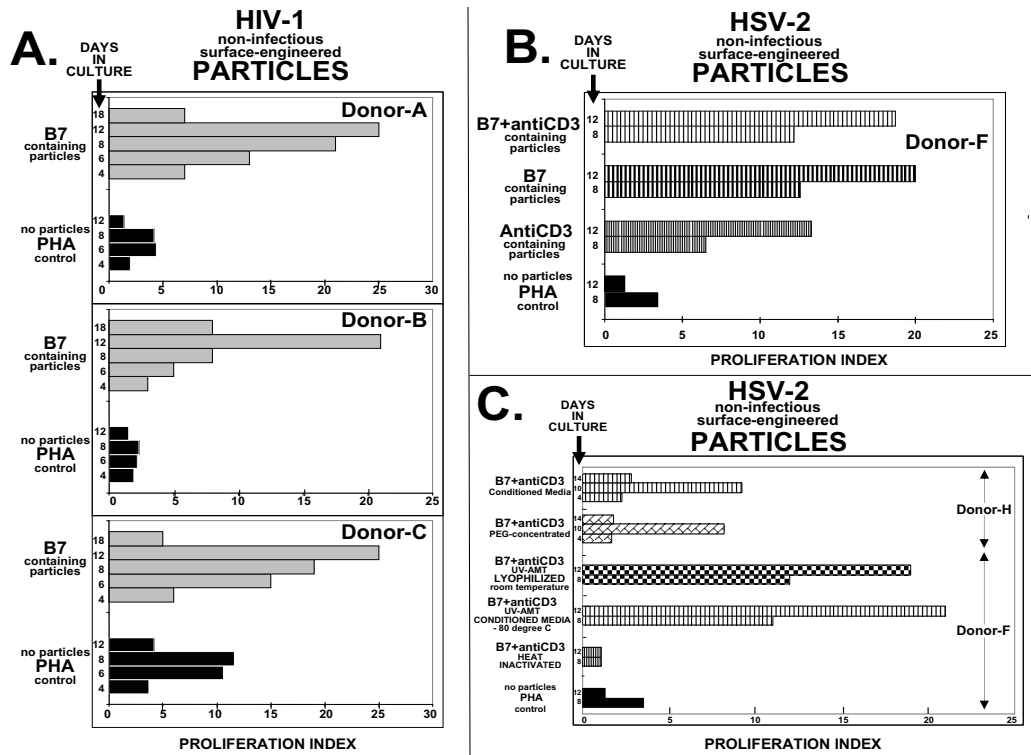 A.
HIV-1
non-infectious
surface-engineered
PARTICLES
DAYS
IN
CULTURE
Donor-A
B7
containing
particles
18
12
8
6
4
no particles
PHA
control
12
8
6
4
0 5 10 15 20 25 30
Donor-B
B7
containing
particles
18
12
8
6
4
no particles
PHA
control
12
8
6
4
0 5 10 15 20 25
Donor-C
B7
containing
particles
18
12
8
6
4
no particles
PHA
control
12
8
6
4
0 5 10 15 20 25 30
PROLIFERATION INDEX
B.
HSV-2
non-infectious
surface-engineered
PARTICLES
DAYS
IN
CULTURE
Donor-F
B7+antiCD3
containing
particles
12
8
B7
containing
particles
12
8
AntiCD3
containing
particles
12
8
no particles
PHA
control
12
8
0 5 10 15 20 25
PROLIFERATION INDEX
C.
HSV-2
non-infectious
surface-engineered
PARTICLES
DAYS
IN
CULTURE
B7+antiCD3
Conditioned Media
14
10
4
B7+antiCD3
PEG-concentrated
14
10
4
Donor-H
B7+antiCD3
UV-AMT
LYOPHILIZED
room temperature
12
8
B7+antiCD3
UV-AMT
CONDITIONED MEDIA
- 80 degree C
12
8
B7+antiCD3
HEAT
INACTIVATED
12
8
no particles
PHA
control
12
8
Donor-F
0 5 10 15 20 25
PROLIFERATION INDEX